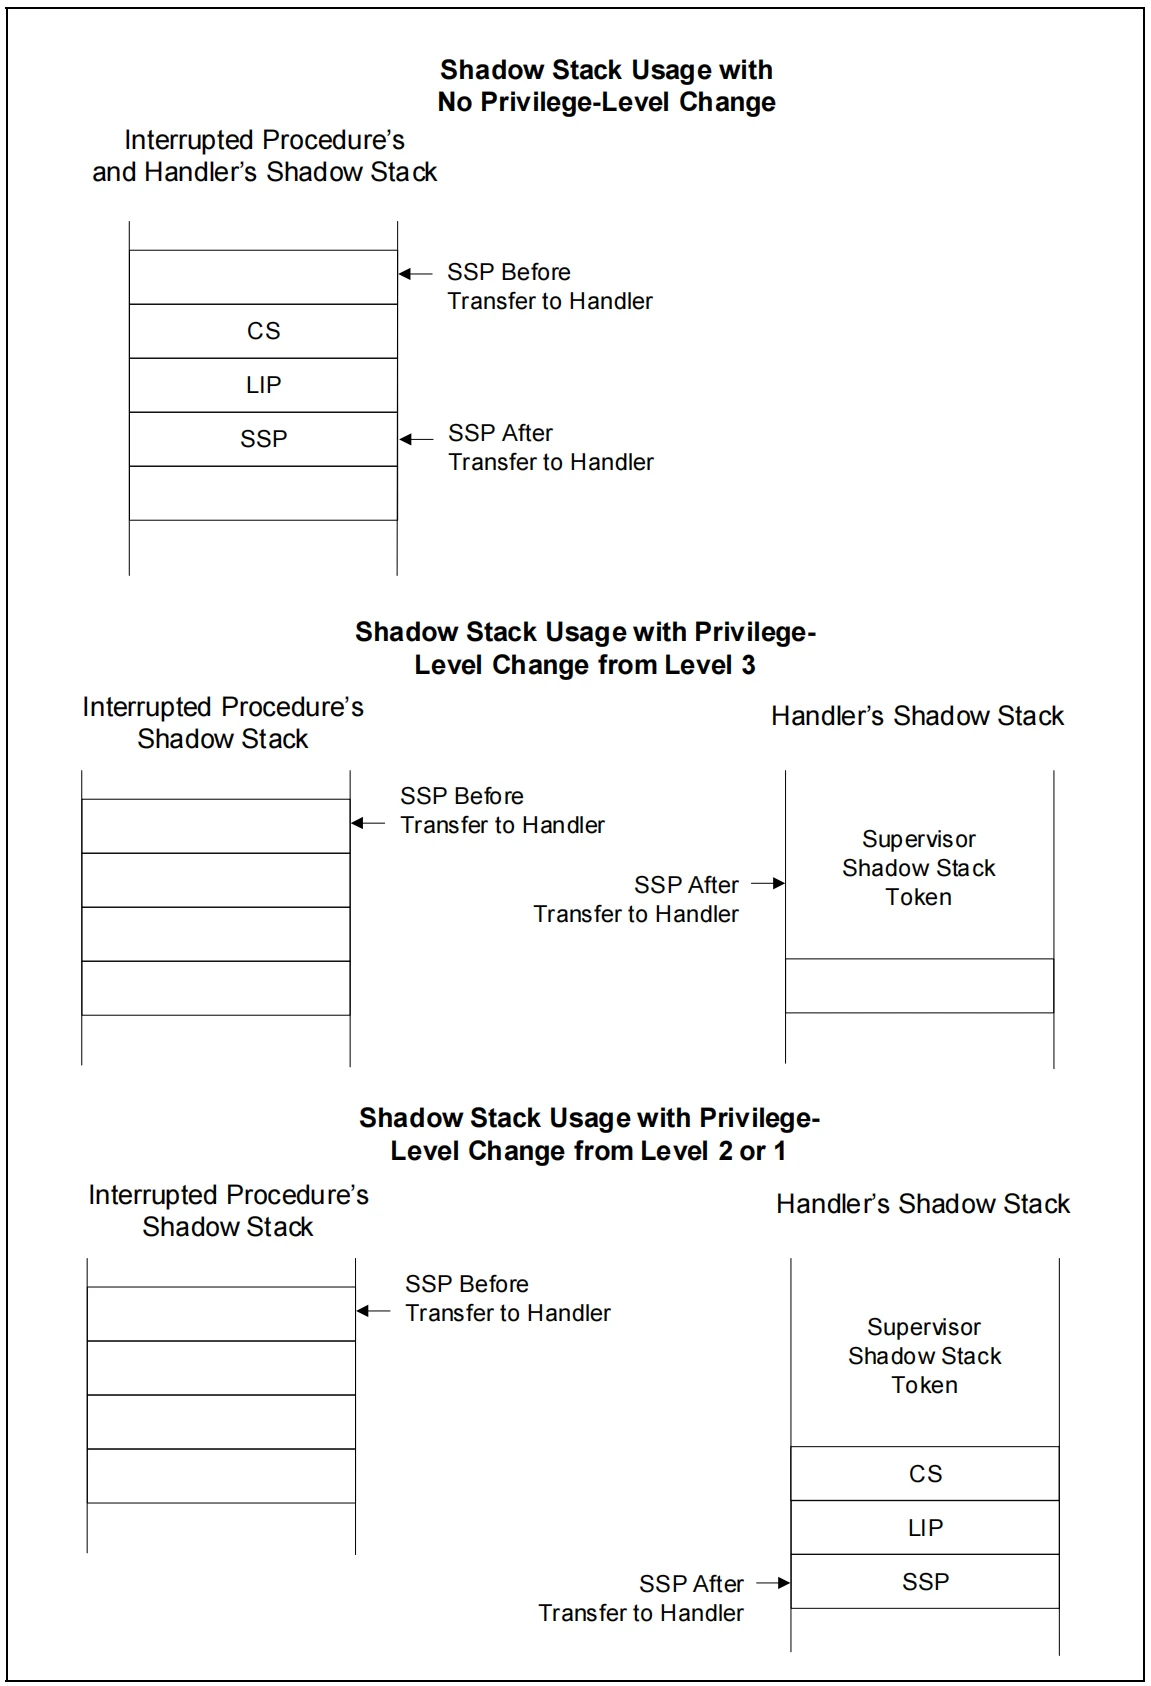 Shadow Stack Usage with
No Privilege-Level Change
Interrupted Procedure's
and Handler's Shadow Stack
SSP Before
Transfer to Handler
CS
LIP
SSP
SSP After
Transfer to Handler
Shadow Stack Usage with Privilege-
Level Change from Level 3
Interrupted Procedure's
Shadow Stack
Handler's Shadow Stack
SSP Before
Transfer to Handler
Supervisor
Shadow Stack
Token
SSP After
Transfer to Handler
Shadow Stack Usage with Privilege-
Level Change from Level 2 or 1
Interrupted Procedure's
Shadow Stack
Handler's Shadow Stack
SSP Before
Transfer to Handler
Supervisor
Shadow Stack
Token
CS
LIP
SSP
SSP After
Transfer to Handler